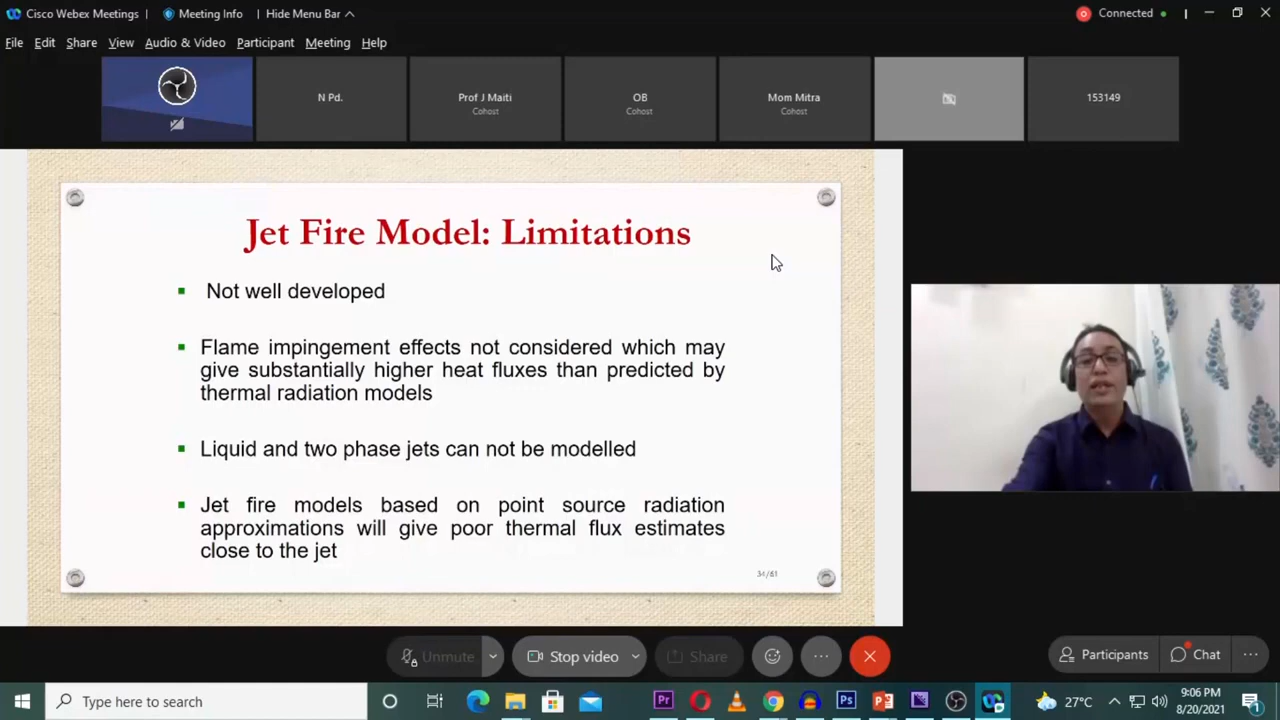 Cisco Webex Meetings | Meeting Info | Hide Menu Bar
Connected
File Edit Share View Audio & Video Participant Meeting Help
N Pd.
Prof J Maiti
Cohost
OB
Cohost
Mom Mitra
Cohost
153149
Jet Fire Model: Limitations
Not well developed
Flame impingement effects not considered which may
give substantially higher heat fluxes than predicted by
thermal radiation models
Liquid and two phase jets can not be modelled
Jet fire models based on point source radiation
approximations will give poor thermal flux estimates
close to the jet
34/61
Unmute Stop video Share Participants Chat
Type here to search
27°C
9:06 PM
8/20/2021